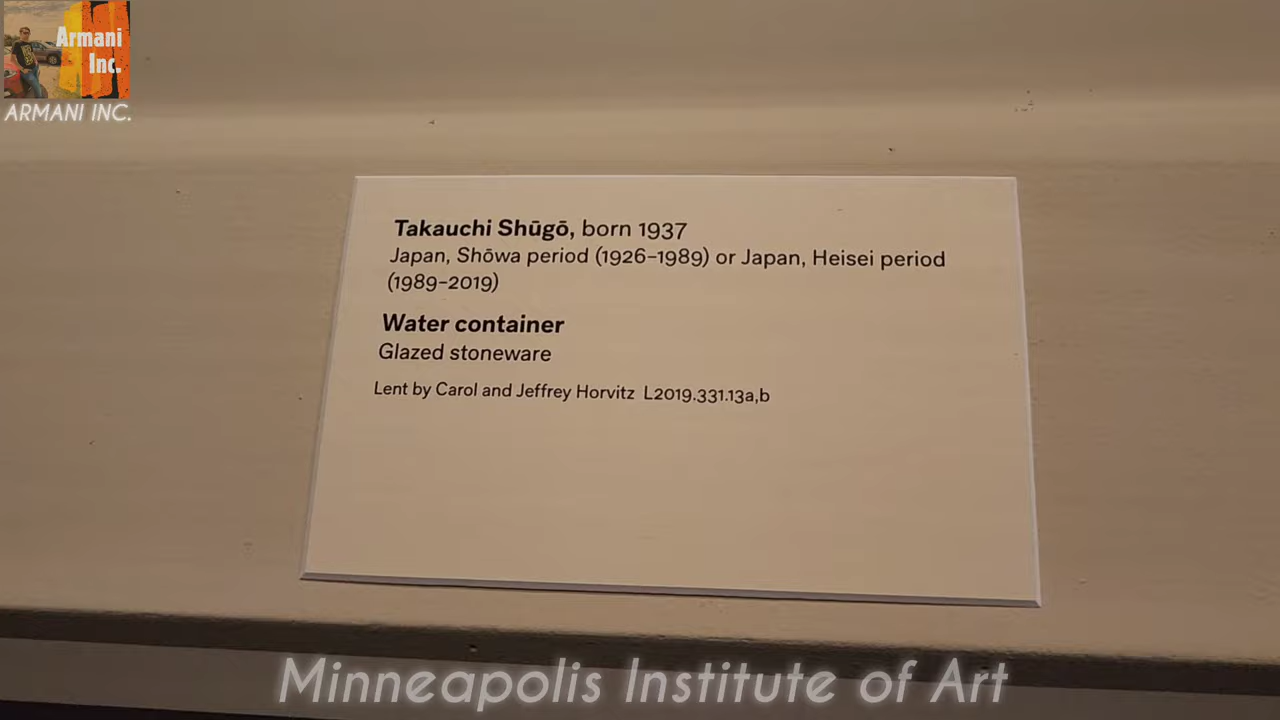 Armani
Inc.
ARMANI INC.
Takauchi Shūgō, born 1937
Japan, Shōwa period (1926–1989) or Japan, Heisei period
(1989–2019)
Water container
Glazed stoneware
Lent by Carol and Jeffrey Horvitz L2019.331.13a,b
Minneapolis Institute of Art